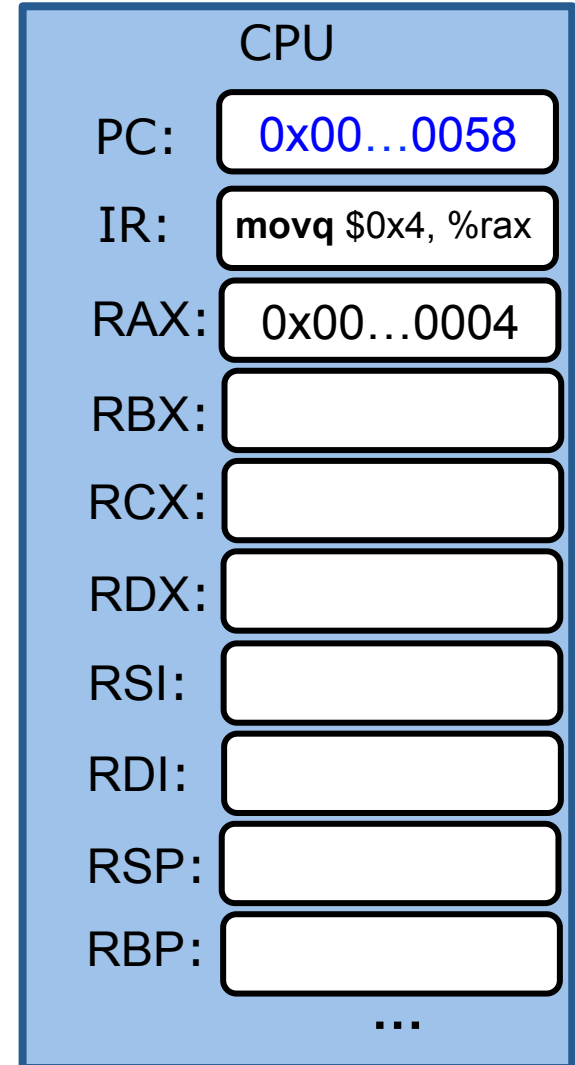 CPU
PC: 0x00…0058
IR: movq $0x4, %rax
RAX: 0x00…0004
RBX:
RCX:
RDX:
RSI:
RDI:
RSP:
RBP:
…